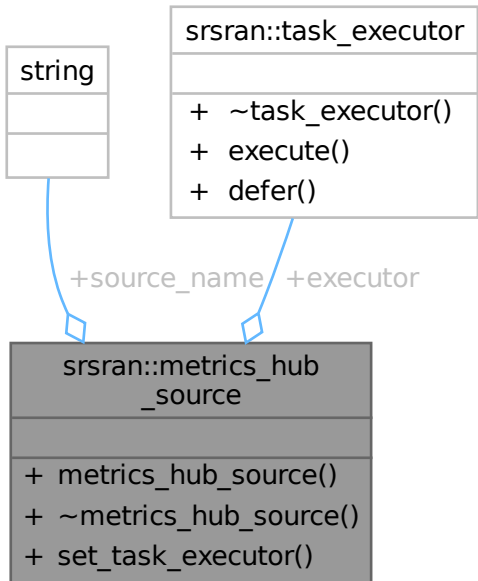 srsran::task_executor
string
+ ~task_executor()
+ execute()
+ defer()
+source_name
+executor
srsran::metrics_hub
_source
+ metrics_hub_source()
+ ~metrics_hub_source()
+ set_task_executor()